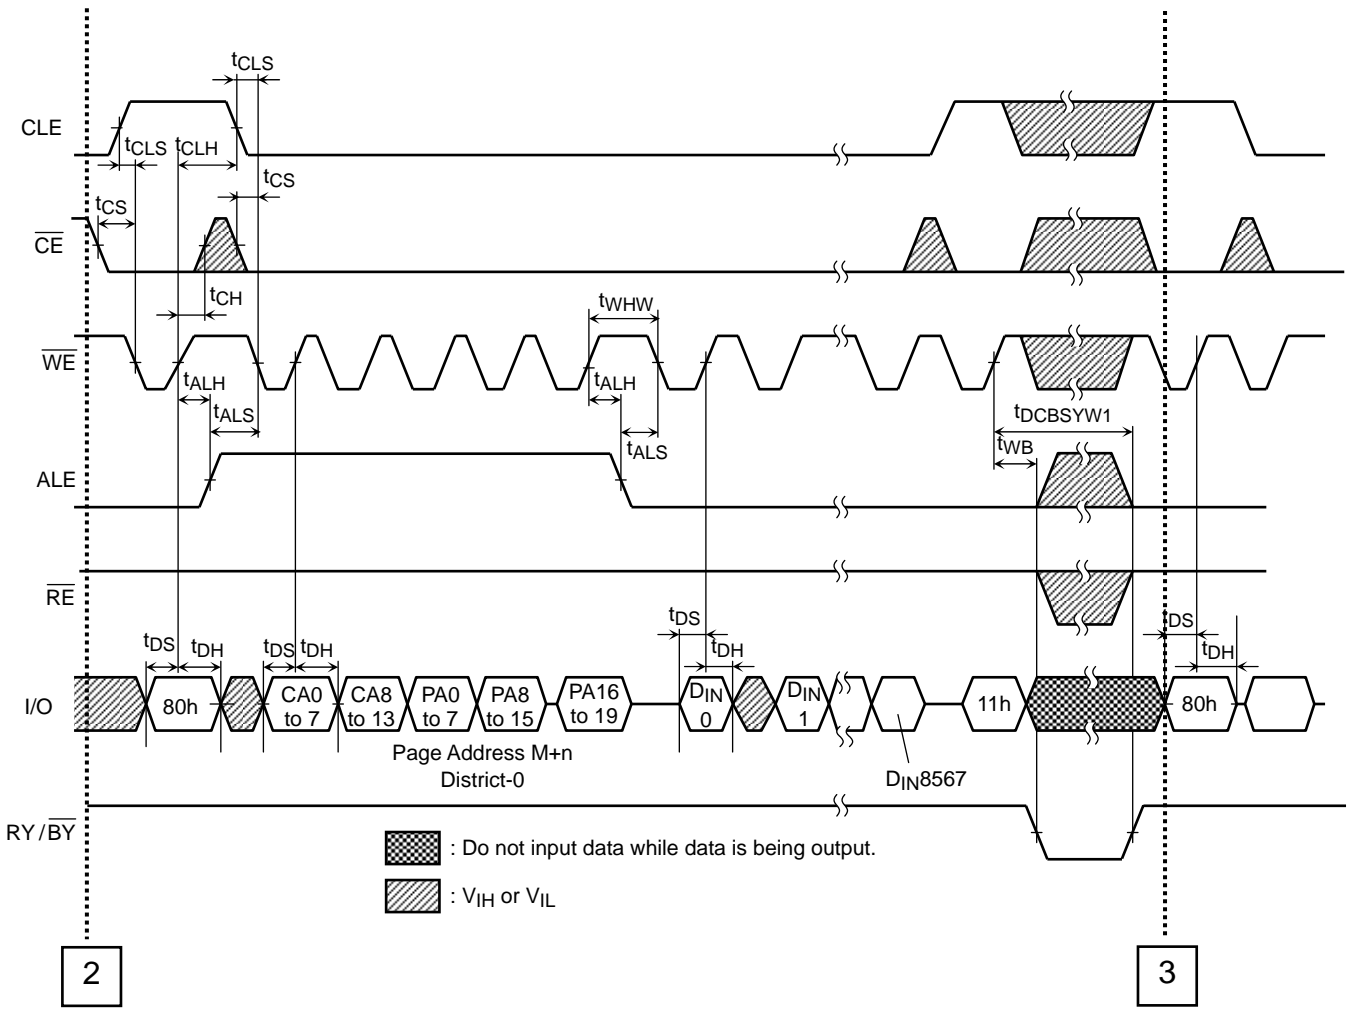 tCLS
CLE
tCLS tCLH
tCS
tCS
CE
tCH
tWHW
WE
tALH tALH
tALS tDCBSYW1
tALS tWB
ALE
RE
tDS tDS
tDS tDH tDS tDH tDH tDH
I/O 80h CA0 to 7 CA8 to 13 PA0 to 7 PA8 to 15 PA16 to 19 DIN 0 DIN 1 11h 80h
Page Address M+n
District-0
DIN8567
RY/BY
: Do not input data while data is being output.
: VIH or VIL
2 3